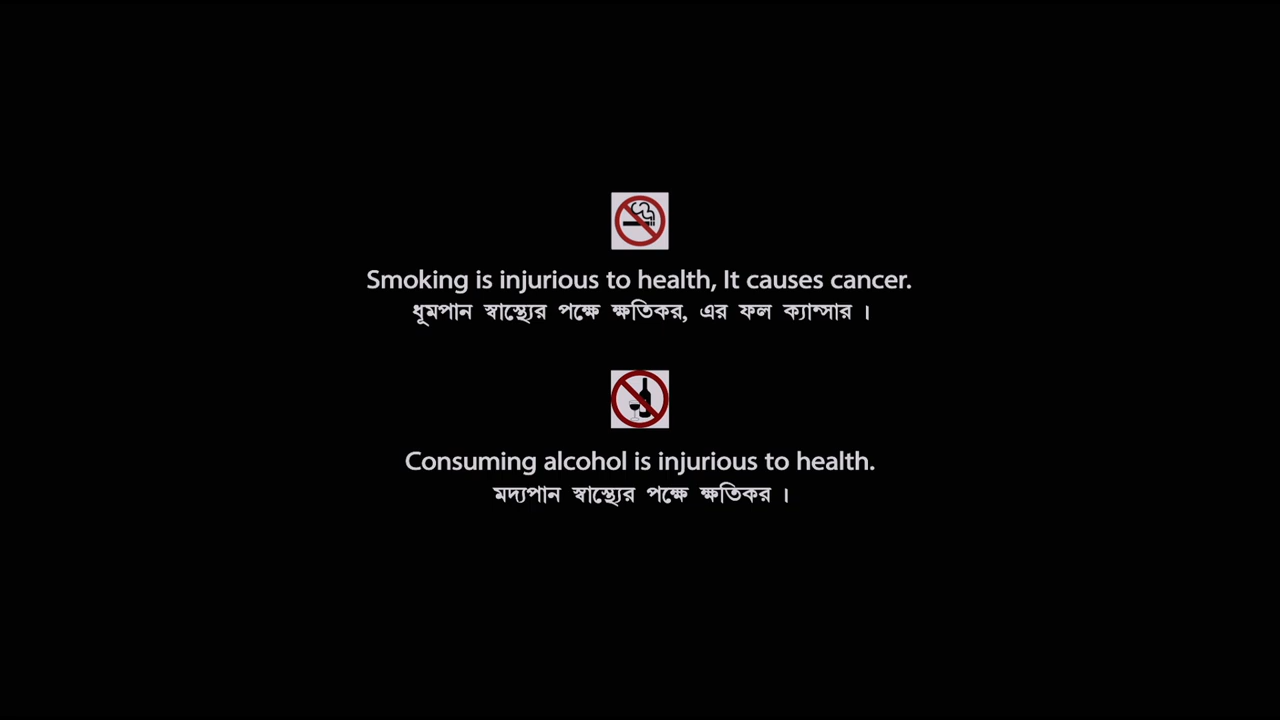 Smoking is injurious to health, It causes cancer.
ধূমপান স্বাস্থ্যের পক্ষে ক্ষতিকর, এর ফল ক্যান্সার ।
Consuming alcohol is injurious to health.
মদ্যপান স্বাস্থ্যের পক্ষে ক্ষতিকর ।